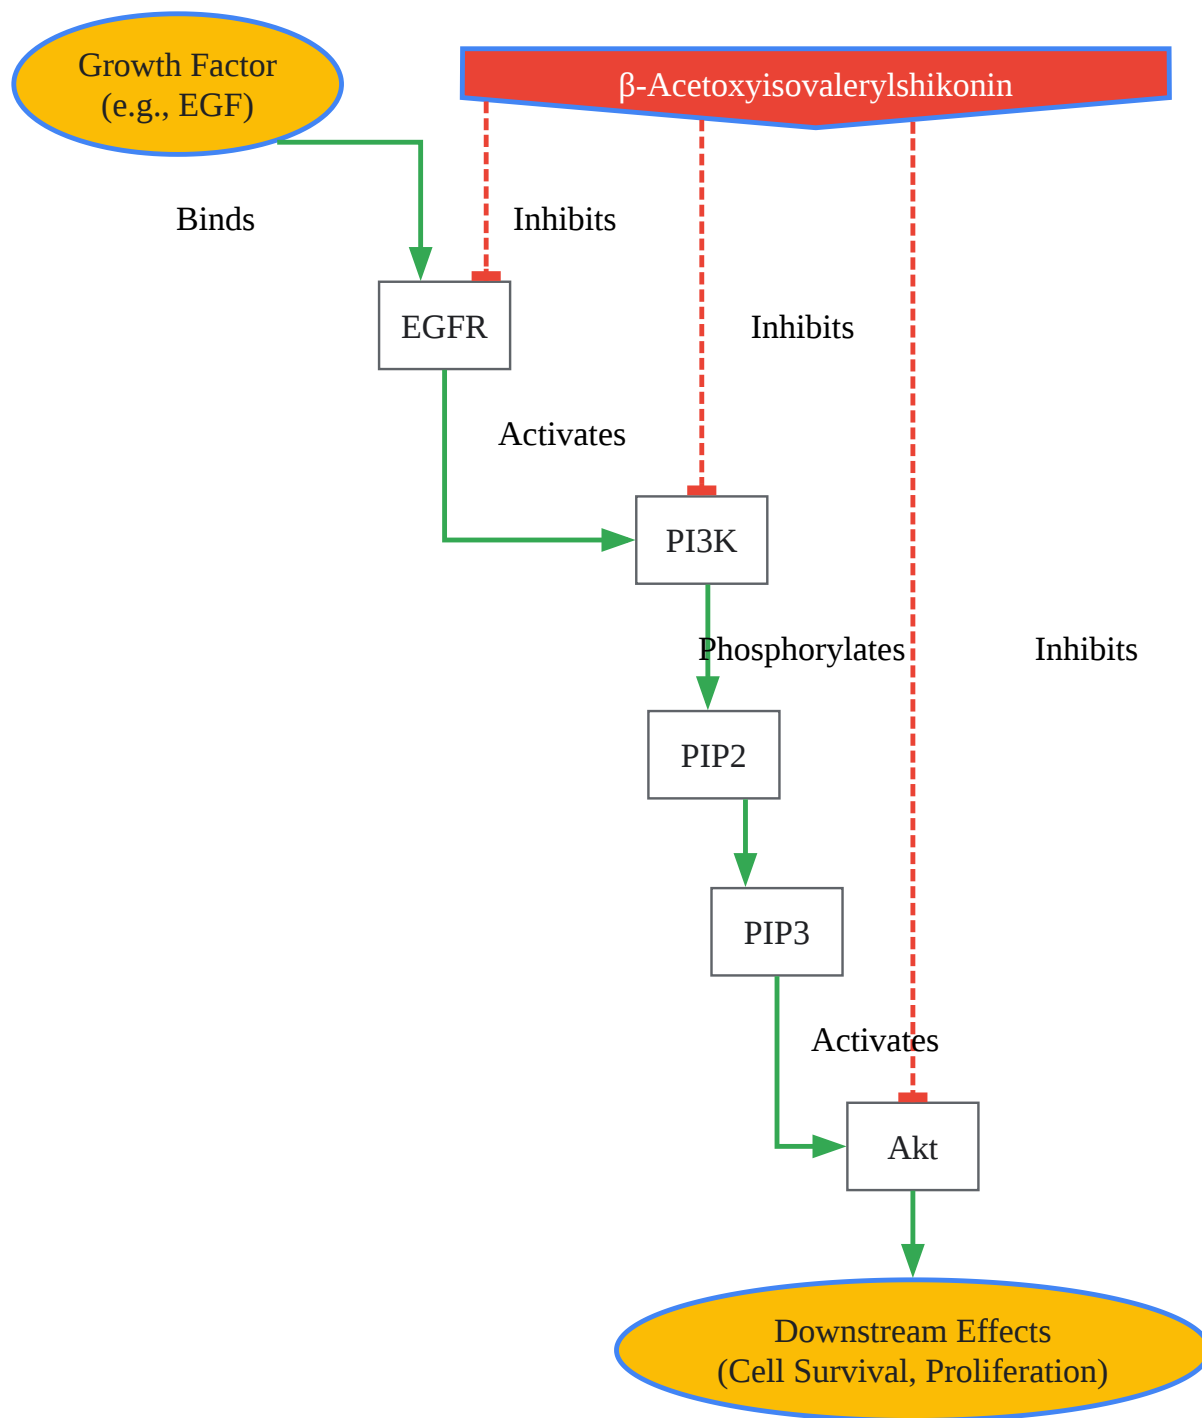 Growth Factor
(e.g., EGF)
β-Acetoxyisovalerylshikonin
Binds
Inhibits
EGFR
Inhibits
Activates
PI3K
Phosphorylates
Inhibits
PIP2
PIP3
Activates
Akt
Downstream Effects
(Cell Survival, Proliferation)